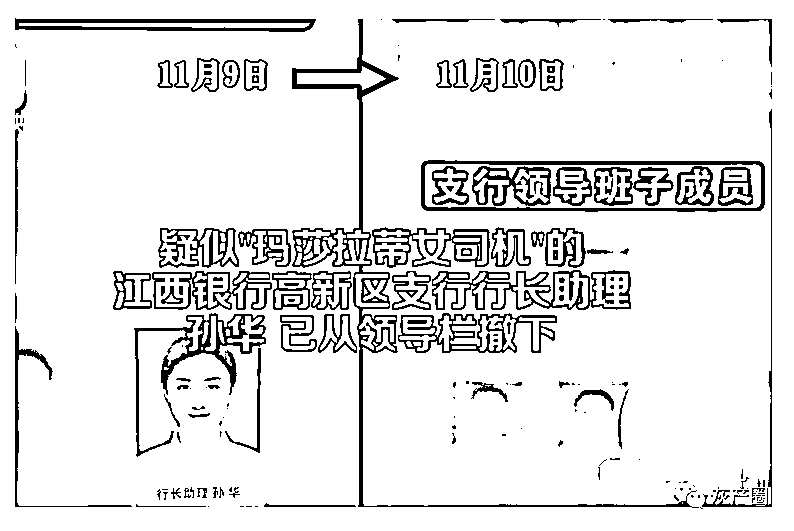 11月9日
11月10日
支行领导班子成员
疑似"玛莎拉蒂女司机"的
江西银行高新区支行行长助理
孙华 已从领导栏撤下
行长助理 孙华
灰产圈